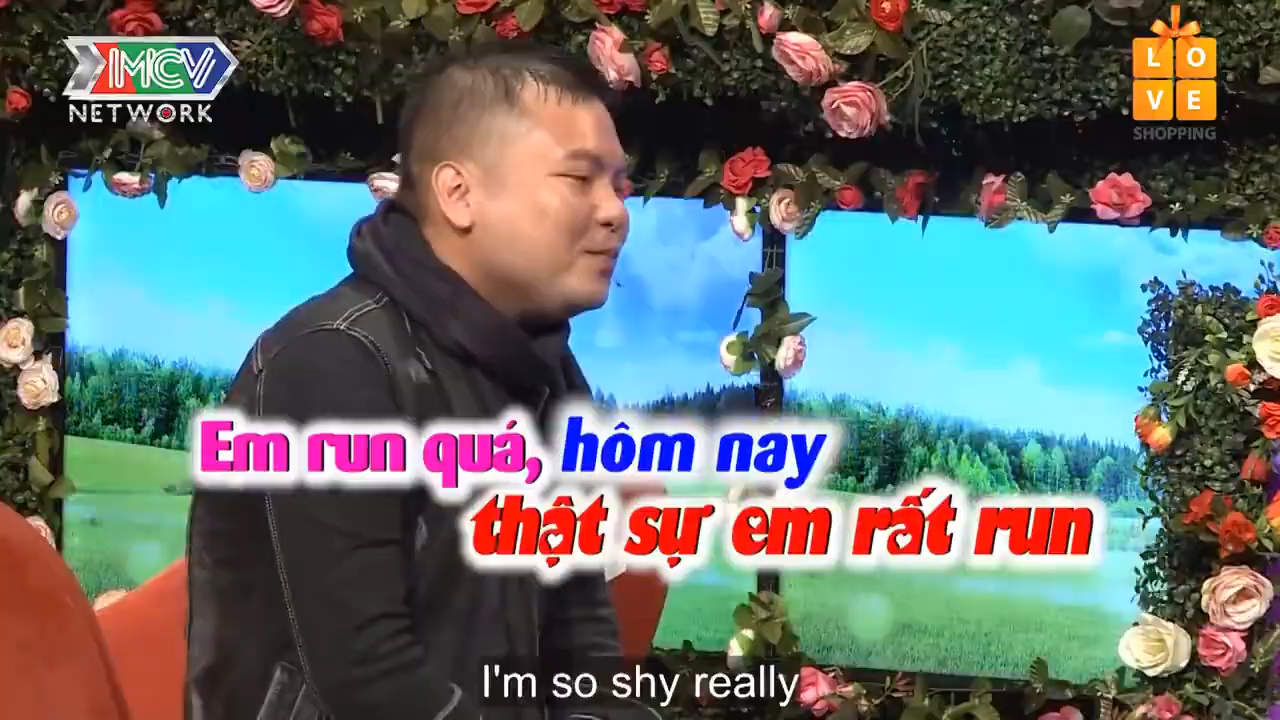 MCV
NETWORK
L O
V E
SHOPPING
Em run quá, hôm nay
thật sự em rất run
I'm so shy really